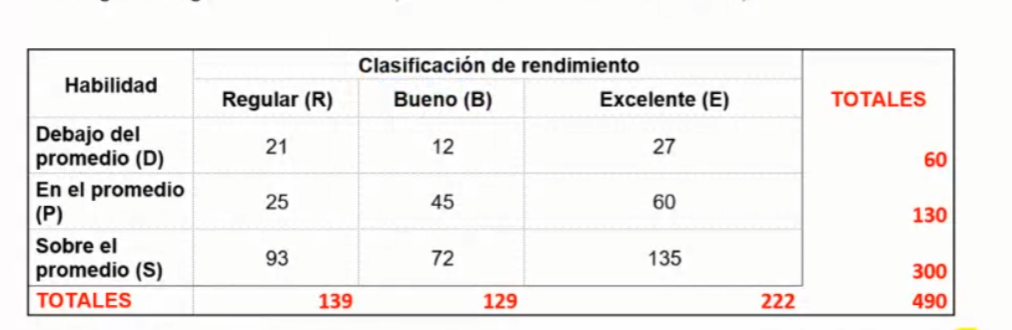 Clasificación de rendimiento
Habilidad
Regular (R) Bueno (B) Excelente (E) TOTALES
Debajo del
promedio (D) 21 12 27 60
En el promedio
(P) 25 45 60 130
Sobre el
promedio (S) 93 72 135 300
TOTALES 139 129 222 490